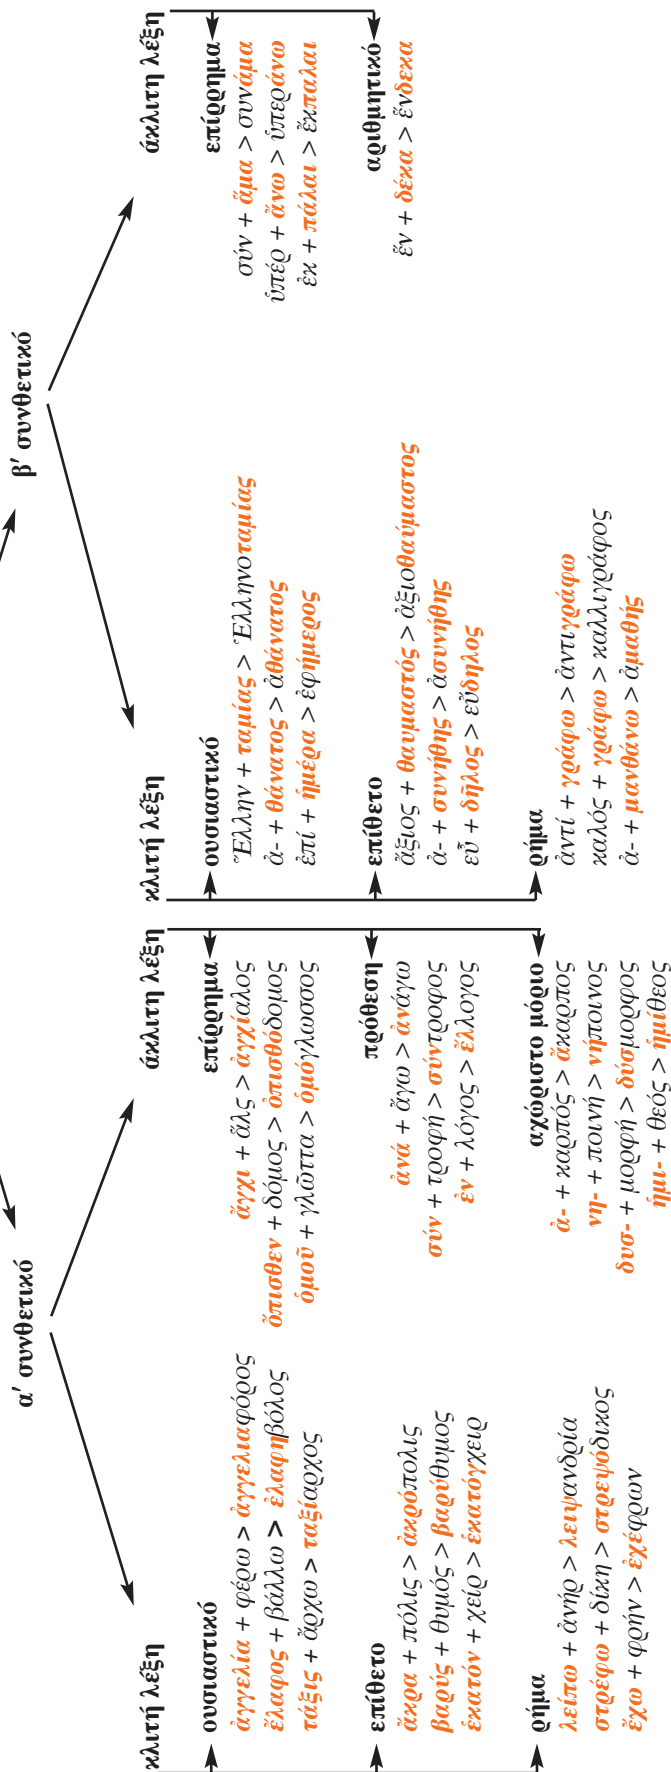 α′ συνθετικό
κλιτή λέξη
ουσιαστικό
ἀγγελία + φέρω > ἀγγελιαφόρος
ἔλαφος + βάλλω > ἐλαφηβόλος
τάξις + ἄρχω > ταξίαρχος
επίθετο
ἄκρα + πόλις > ἀκρόπολις
βαρύς + θυμός > βαρύθυμος
ἑκατόν + χείρ > ἑκατόγχειρ
ρήμα
λείπω + ἀνήρ > λειψανδρία
στρέφω + δίκη > στρεψόδικος
ἔχω + φρήν > ἐχέφρων
άκλιτη λέξη
επίρρημα
ἄγχι + ἅλς > ἀγχίαλος
ὄπισθεν + δόμος > ὀπισθόδομος
ὁμοῦ + γλῶττα > ὁμόγλωσσος
πρόθεση
ἀνά + ἄγω > ἀνάγω
σύν + τροφή > σύντροφος
ἐν + λόγος > ἔλλογος
αχώριστο μόριο
ἀ- + καρπός > ἄκαρπος
νη- + ποινή > νήποινος
δυσ- + μορφή > δύσμορφος
ἡμι- + θεός > ἡμίθεος
β′ συνθετικό
κλιτή λέξη
ουσιαστικό
Ἕλλην + ταμίας > Ἑλληνοταμίας
ἀ- + θάνατος > ἀθάνατος
ἐπί + ἡμέρα > ἐφήμερος
επίθετο
ἄξιος + θαυμαστός > ἀξιοθαύμαστος
ἀ- + συνήθης > ἀσυνήθης
εὖ + δῆλος > εὔδηλος
ρήμα
ἀντί + γράφω > ἀντιγράφω
καλός + γράφω > καλλιγράφος
ἀ- + μανθάνω > ἀμαθής
άκλιτη λέξη
επίρρημα
σύν + ἅμα > συνάμα
ὑπέρ + ἄνω > ὑπεράνω
ἐκ + πάλαι > ἔκπαλαι
αριθμητικό
ἕν + δέκα > ἕνδεκα